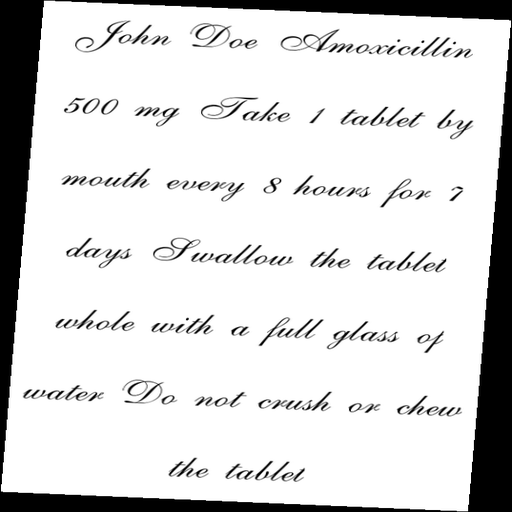 John Doe Amoxicillin
500 mg Take 1 tablet by
mouth every 8 hours for 7
days Swallow the tablet
whole with a full glass of
water Do not crush or chew
the tablet